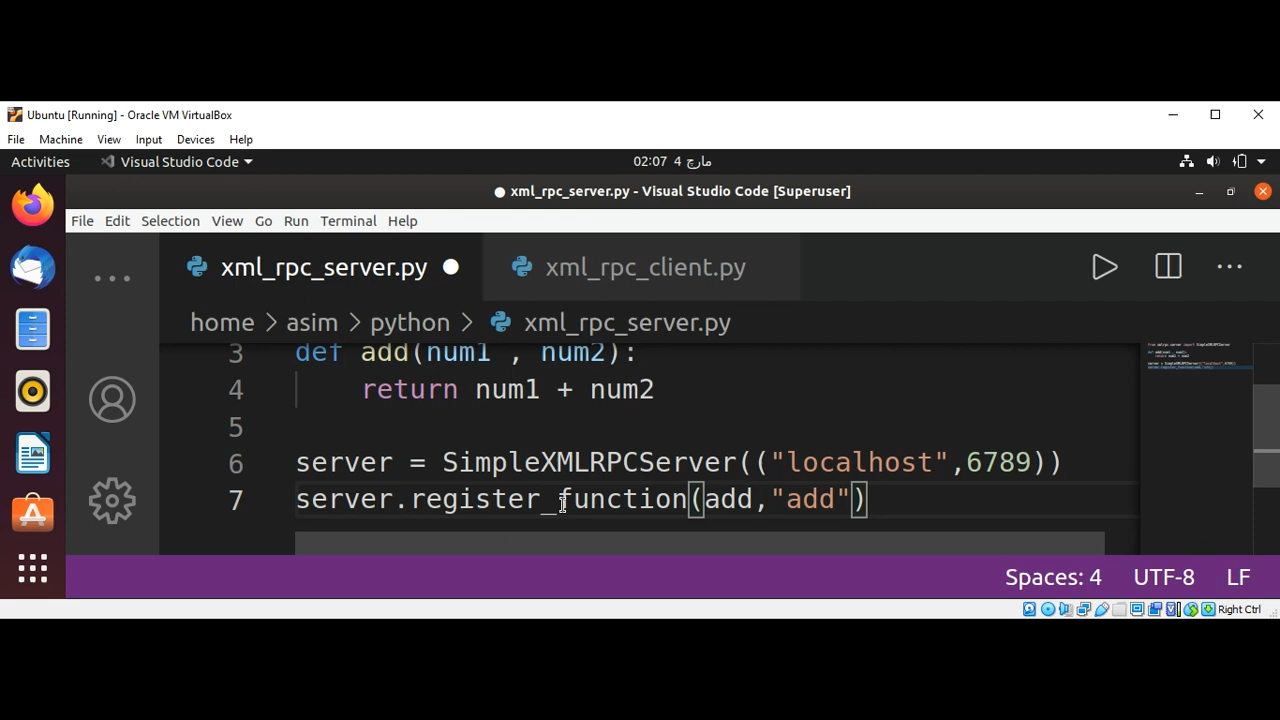 Ubuntu [Running] - Oracle VM VirtualBox
File Machine View Input Devices Help
Activities Visual Studio Code 02:07 مارچ 4
xml_rpc_server.py - Visual Studio Code [Superuser]
File Edit Selection View Go Run Terminal Help
xml_rpc_server.py xml_rpc_client.py
home > asim > python > xml_rpc_server.py
3 def add(num1 , num2):
4 return num1 + num2
5
6 server = SimpleXMLRPCServer(("localhost",6789))
7 server.register_function(add,"add")
Spaces: 4 UTF-8 LF
Right Ctrl